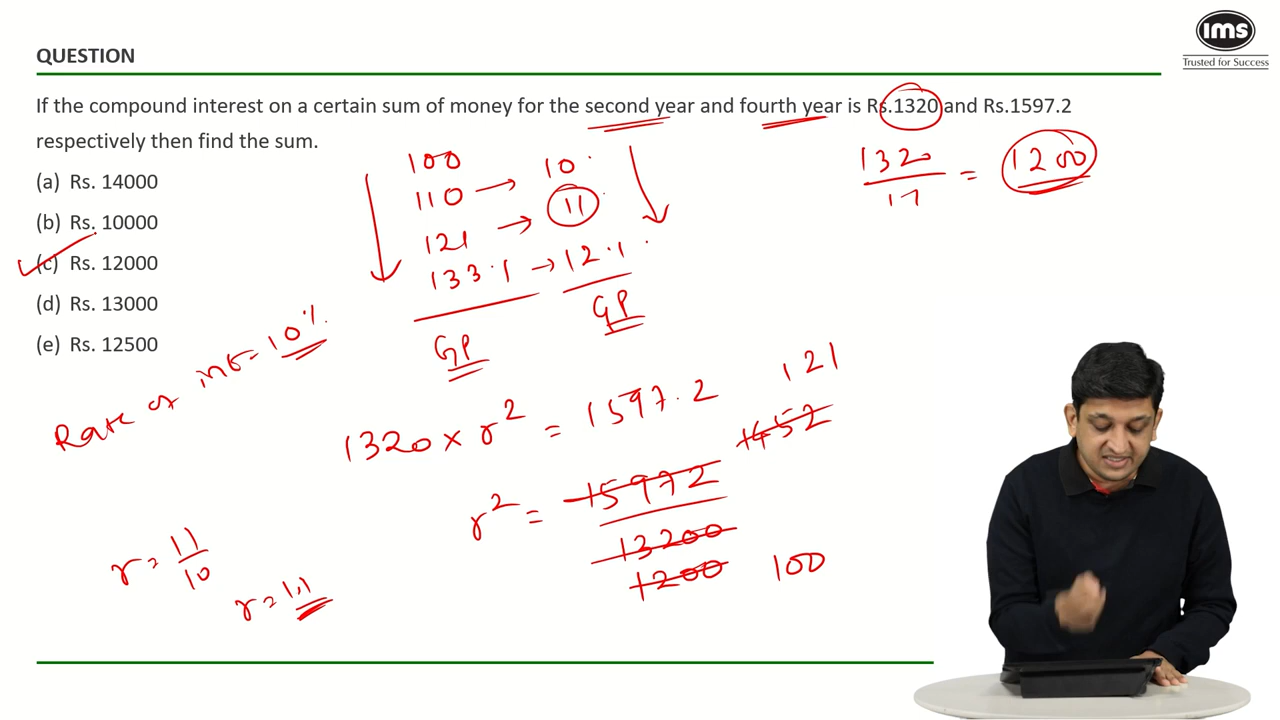 ims
Trusted for Success
QUESTION
If the compound interest on a certain sum of money for the second year and fourth year is Rs.1320 and Rs.1597.2
respectively then find the sum.
(a) Rs. 14000
(b) Rs. 10000
(c) Rs. 12000
(d) Rs. 13000
(e) Rs. 12500
100
110 → 10
121 → 11
133.1 → 12.1
GP
GP
1320
= 1200
Rate of int = 10%
1320 × r² = 1597.2
121
1452
r² = 15972
13200
1200
100
r = 11
10
r = 1.1